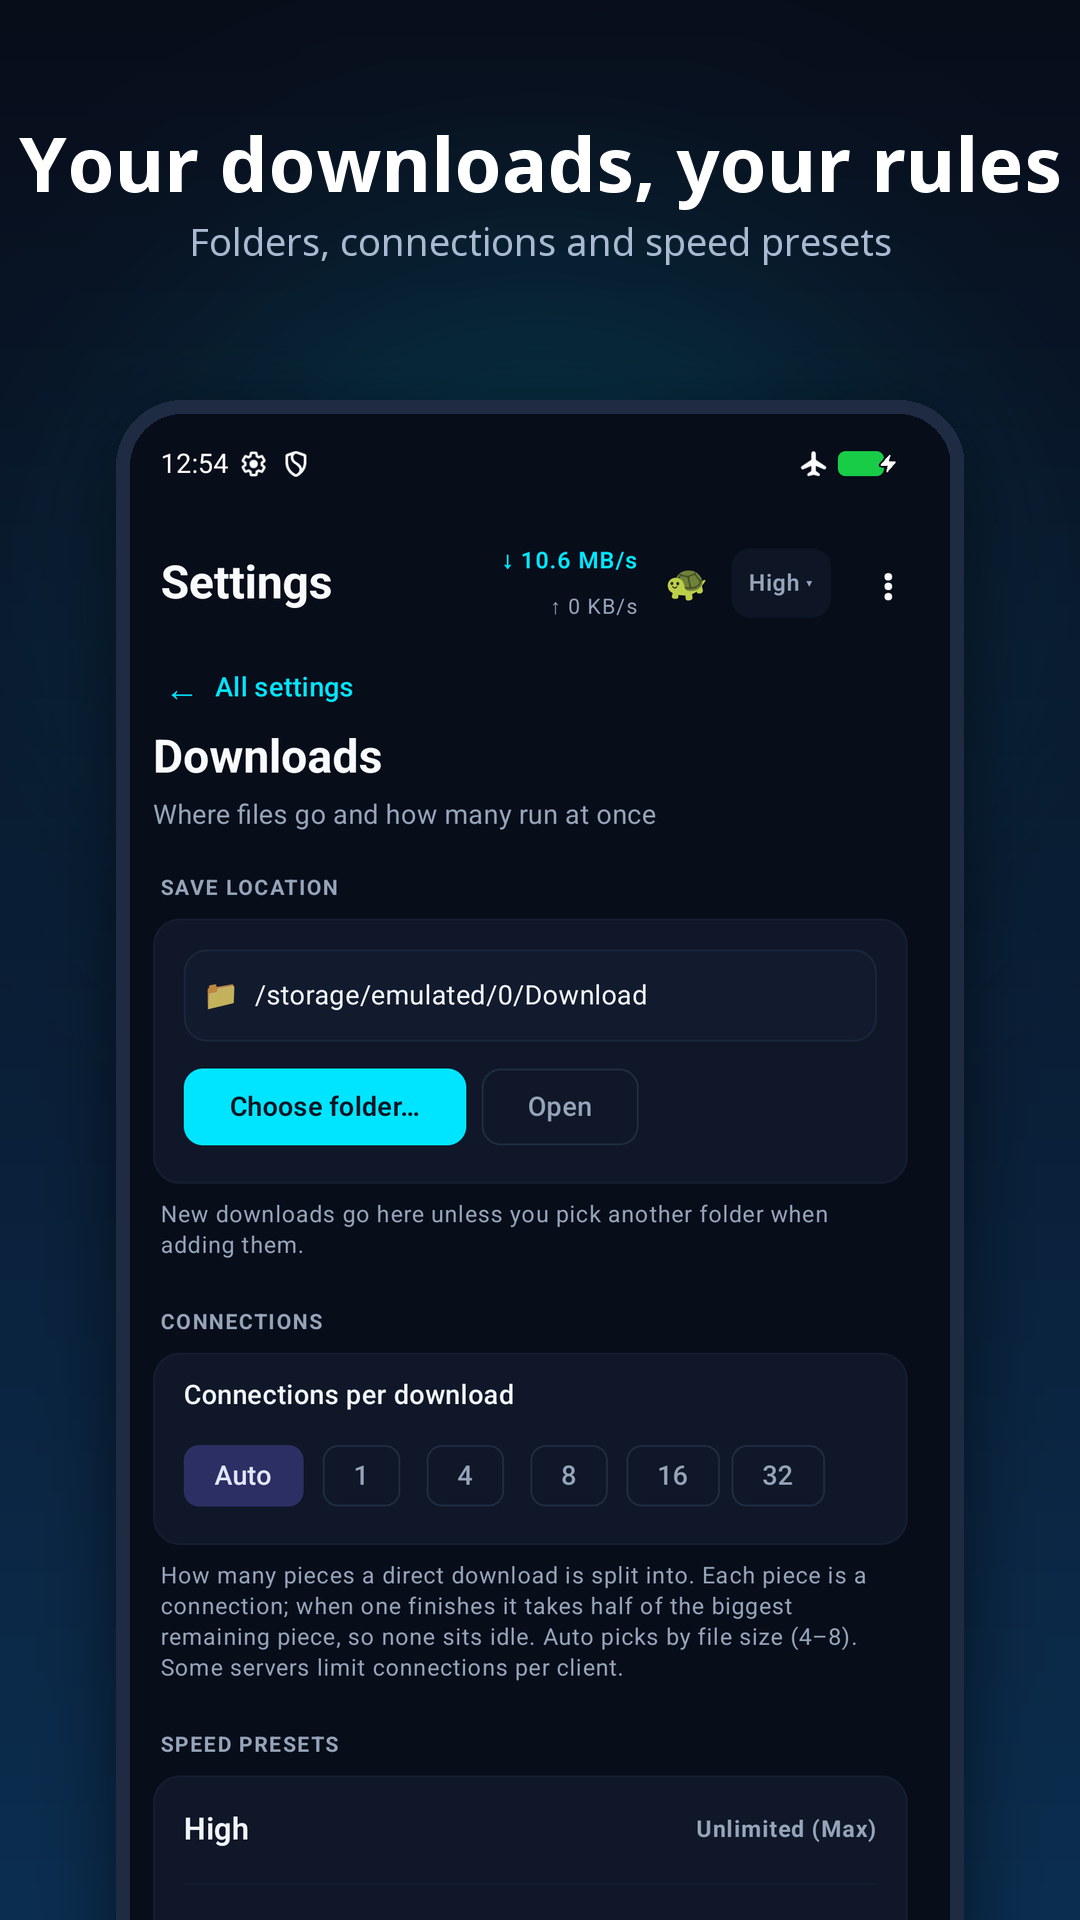 Your downloads, your rules
Folders, connections and speed presets
12:54
Settings
↓ 10.6 MB/s
↑ 0 KB/s
High ▾
← All settings
Downloads
Where files go and how many run at once
SAVE LOCATION
/storage/emulated/0/Download
Choose folder…
Open
New downloads go here unless you pick another folder when
adding them.
CONNECTIONS
Connections per download
Auto 1 4 8 16 32
How many pieces a direct download is split into. Each piece is a
connection; when one finishes it takes half of the biggest
remaining piece, so none sits idle. Auto picks by file size (4–8).
Some servers limit connections per client.
SPEED PRESETS
High
Unlimited (Max)